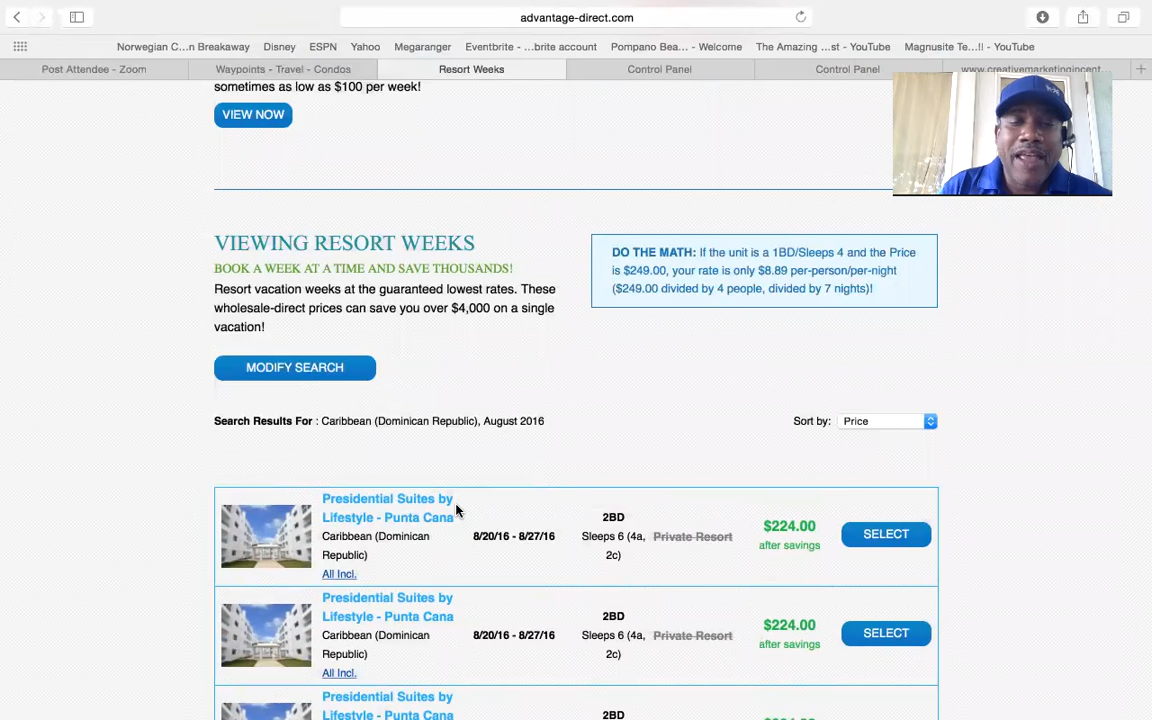 advantage-direct.com
Norwegian C...n Breakaway Disney ESPN Yahoo Megaranger Eventbrite - ...brite account Pompano Bea... - Welcome The Amazing ...st - YouTube Magnusite Te...!! - YouTube
Post Attendee - Zoom Waypoints - Travel - Condos Resort Weeks Control Panel Control Panel www.creativemarketingincent...
sometimes as low as $100 per week!
VIEW NOW
VIEWING RESORT WEEKS
BOOK A WEEK AT A TIME AND SAVE THOUSANDS!
Resort vacation weeks at the guaranteed lowest rates. These
wholesale-direct prices can save you over $4,000 on a single
vacation!
DO THE MATH: If the unit is a 1BD/Sleeps 4 and the Price
is $249.00, your rate is only $8.89 per-person/per-night
($249.00 divided by 4 people, divided by 7 nights)!
MODIFY SEARCH
Search Results For : Caribbean (Dominican Republic), August 2016
Sort by: Price
Presidential Suites by
Lifestyle - Punta Cana
Caribbean (Dominican
Republic)
All Incl.
8/20/16 - 8/27/16
2BD
Sleeps 6 (4a,
2c)
Private Resort
$224.00
after savings
SELECT
Presidential Suites by
Lifestyle - Punta Cana
Caribbean (Dominican
Republic)
All Incl.
8/20/16 - 8/27/16
2BD
Sleeps 6 (4a,
2c)
Private Resort
$224.00
after savings
SELECT
Presidential Suites by
Lifestyle - Punta Cana
2BD